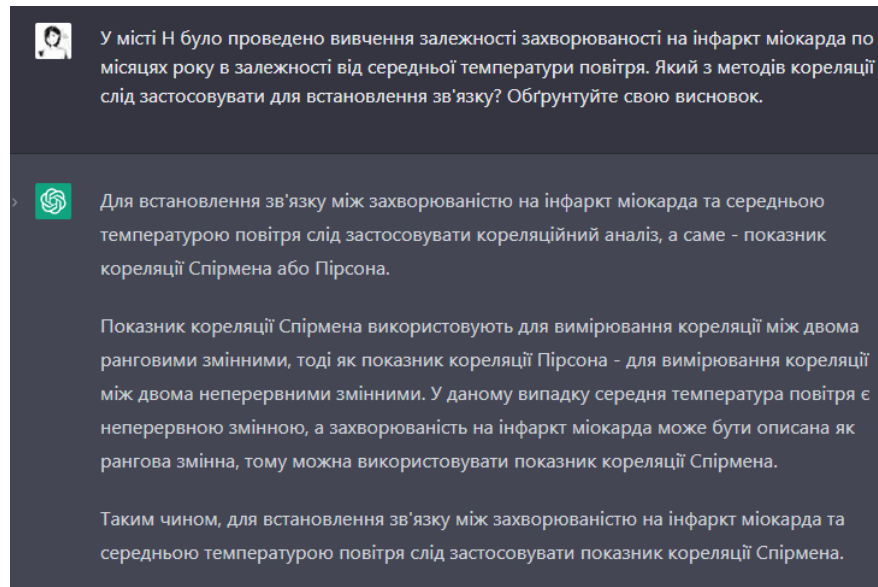 У місті Н було проведено вивчення залежності захворюваності на інфаркт міокарда по
місяцях року в залежності від середньої температури повітря. Який з методів кореляції
слід застосовувати для встановлення зв'язку? Обґрунтуйте свою висновок.
Для встановлення зв'язку між захворюваністю на інфаркт міокарда та середньою
температурою повітря слід застосовувати кореляційний аналіз, а саме - показник
кореляції Спірмена або Пірсона.
Показник кореляції Спірмена використовують для вимірювання кореляції між двома
ранговими змінними, тоді як показник кореляції Пірсона - для вимірювання кореляції
між двома неперервними змінними. У даному випадку середня температура повітря є
неперервною змінною, а захворюваність на інфаркт міокарда може бути описана як
рангова змінна, тому можна використовувати показник кореляції Спірмена.
Таким чином, для встановлення зв'язку між захворюваністю на інфаркт міокарда та
середньою температурою повітря слід застосовувати показник кореляції Спірмена.